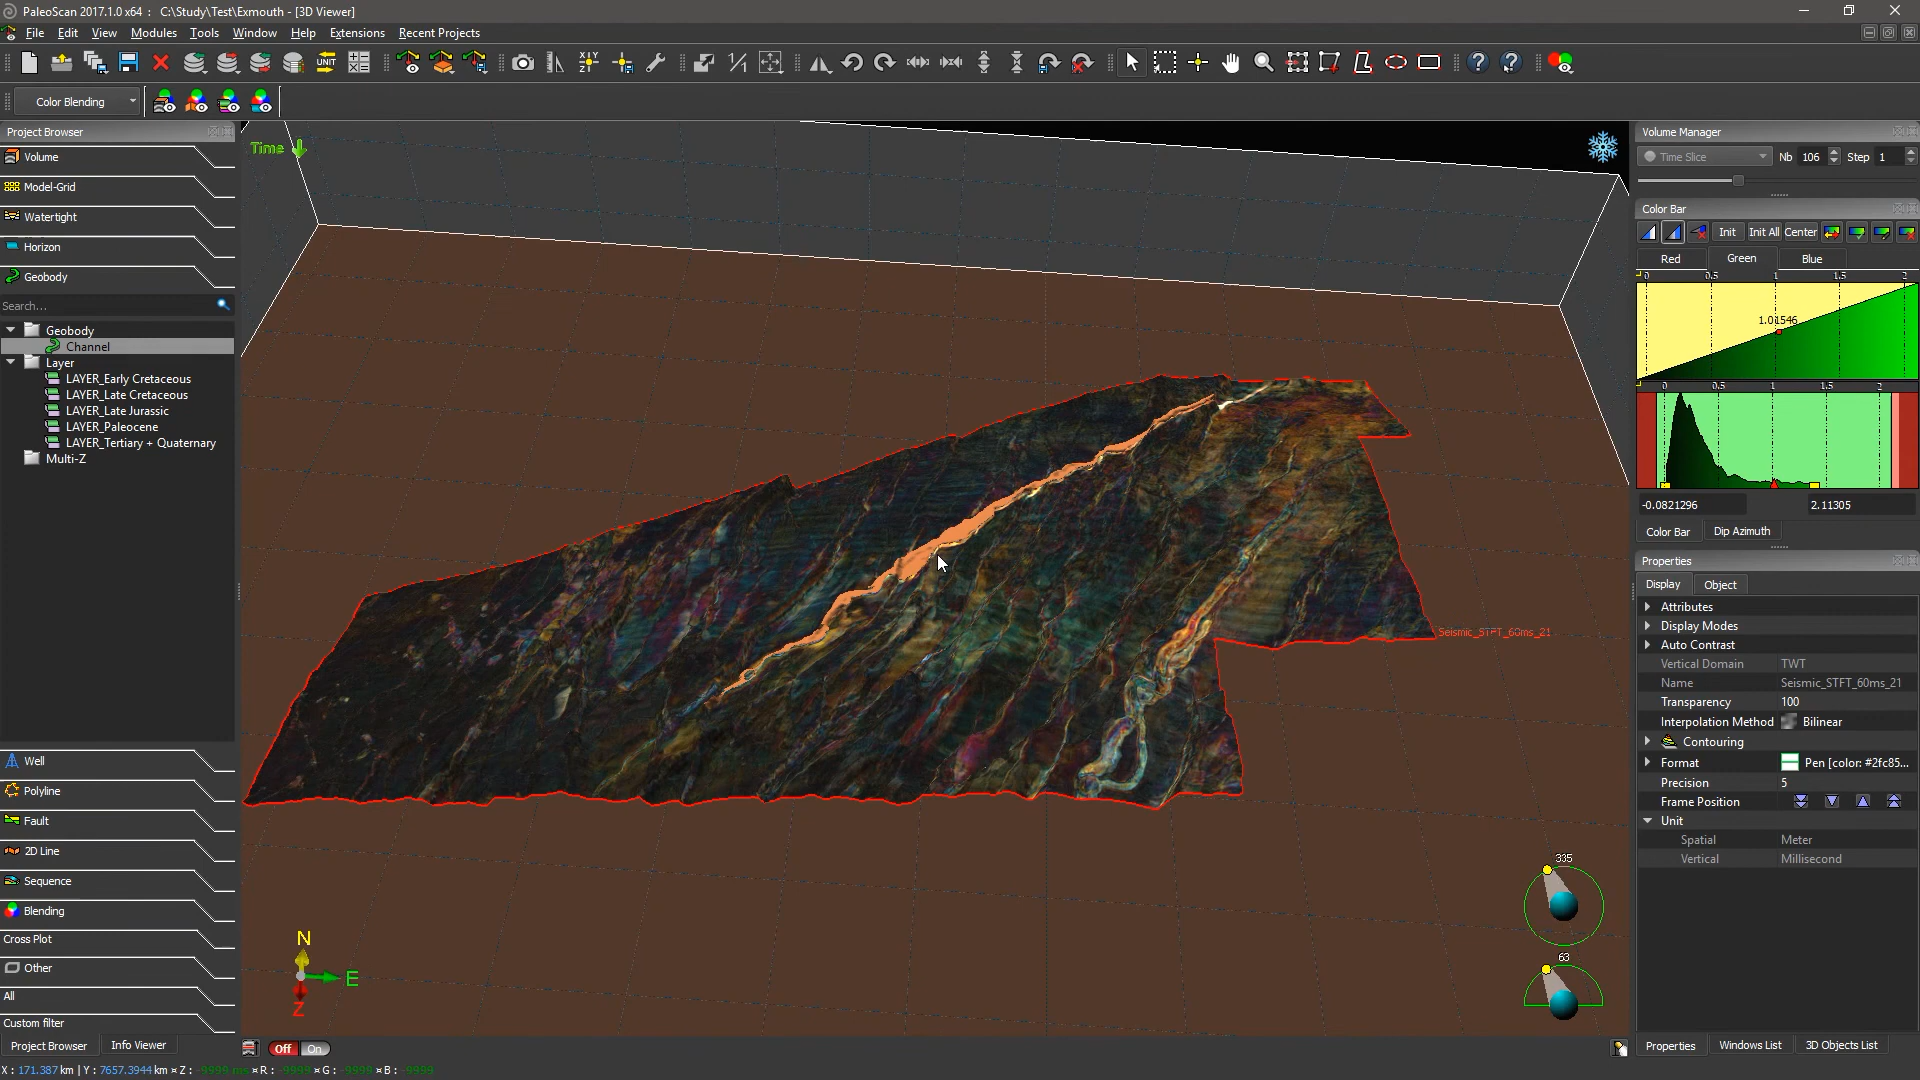 PaleoScan 2017.1.0 x64 : C:\Study\Test\Exmouth - [3D Viewer]
File Edit View Modules Tools Window Help Extensions Recent Projects
UNIT
Color Blending
Project Browser
Volume
Model-Grid
Watertight
Horizon
Geobody
Search...
Geobody
Channel
Layer
LAYER_Early Cretaceous
LAYER_Late Cretaceous
LAYER_Late Jurassic
LAYER_Paleocene
LAYER_Tertiary + Quaternary
Multi-Z
Well
Polyline
Fault
2D Line
Sequence
Blending
Cross Plot
Other
All
Custom filter
Project Browser Info Viewer
Time
Seismic_STFT_60ms_21
N
E
Z
335
63
Off On
Volume Manager
Time Slice Nb 106 Step 1
Color Bar
Init Init All Center
Red Green Blue
0 0.5 1 1.5 2
1.01546
0 0.5 1 1.5 2
-0.0821296 2.11305
Color Bar Dip Azimuth
Properties
Display Object
Attributes
Display Modes
Auto Contrast
Vertical Domain TWT
Name Seismic_STFT_60ms_21
Transparency 100
Interpolation Method Bilinear
Contouring
Format Pen [color: #2fc85...
Precision 5
Frame Position
Unit
Spatial Meter
Vertical Millisecond
Properties Windows List 3D Objects List
X : 171.387 km | Y : 7657.3944 km ¤ Z : -9999 ms ¤ R : -9999 ¤ G : -9999 ¤ B : -9999